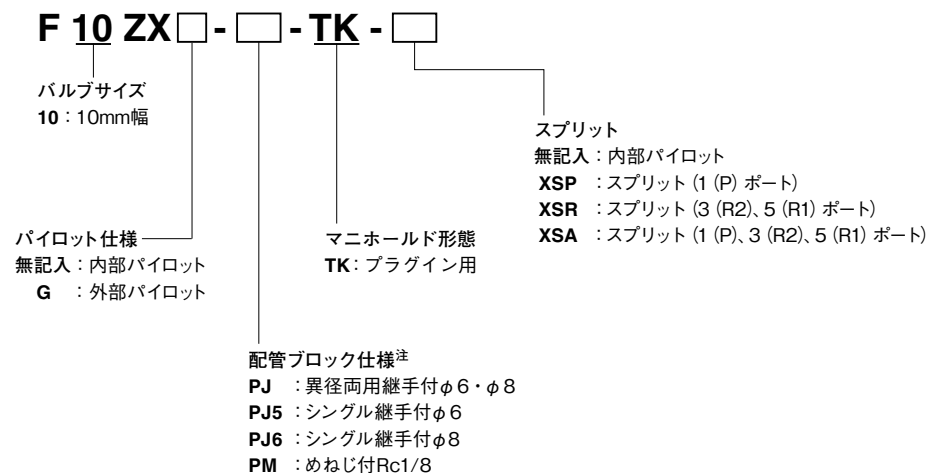 F 10 ZX□ - □ - TK - □
バルブサイズ
10：10mm幅
スプリット
無記入：内部パイロット
XSP ：スプリット（1（P）ポート）
XSR ：スプリット（3（R2）、5（R1）ポート）
XSA ：スプリット（1（P）、3（R2）、5（R1）ポート）
パイロット仕様
無記入：内部パイロット
G ：外部パイロット
マニホールド形態
TK：プラグイン用
配管ブロック仕様注
PJ ：異径両用継手付φ6・φ8
PJ5 ：シングル継手付φ6
PJ6 ：シングル継手付φ8
PM ：めねじ付Rc1/8